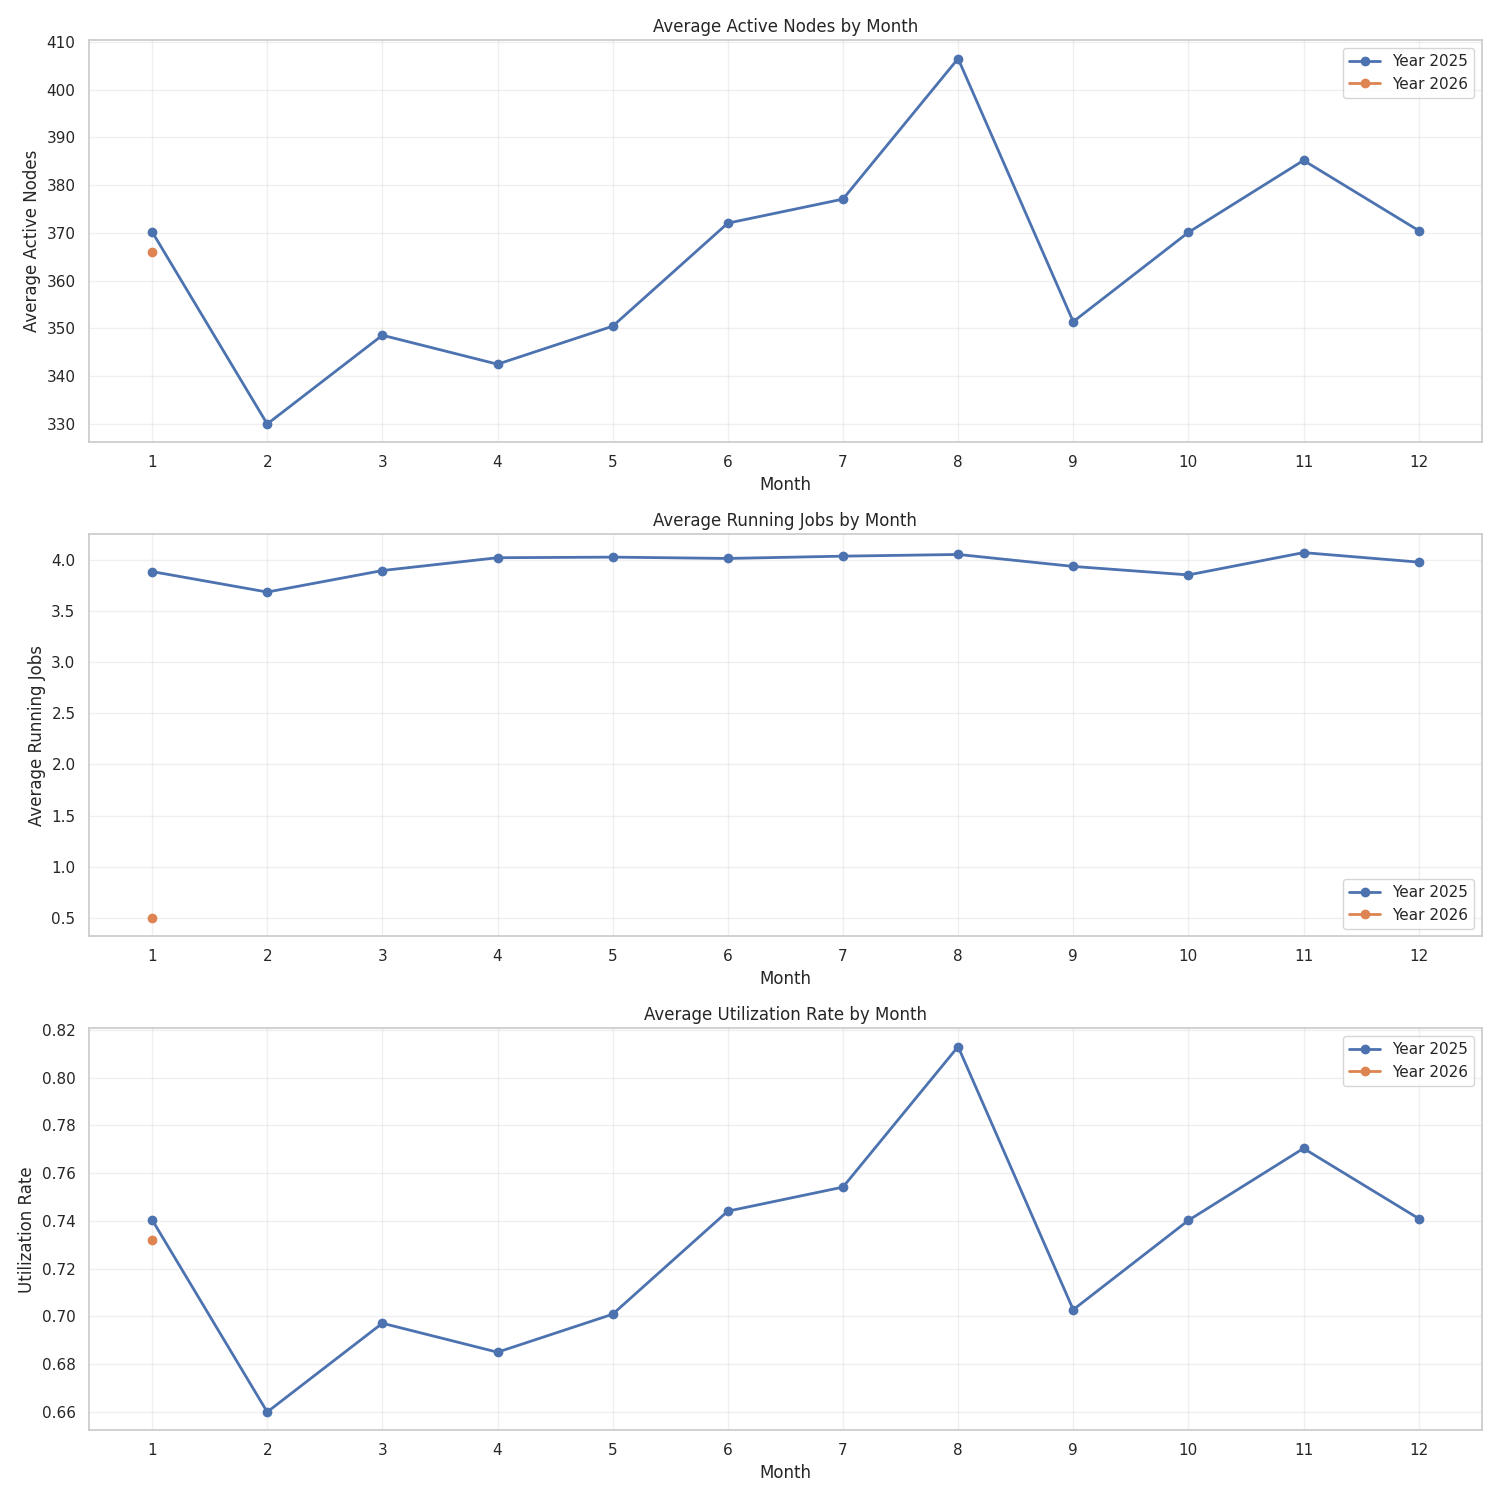 Average Active Nodes by Month
Average Active Nodes
410
400
390
380
370
360
350
340
330
Year 2025
Year 2026
1 2 3 4 5 6 7 8 9 10 11 12
Month
Average Running Jobs by Month
Average Running Jobs
4.0
3.5
3.0
2.5
2.0
1.5
1.0
0.5
Year 2025
Year 2026
1 2 3 4 5 6 7 8 9 10 11 12
Month
Average Utilization Rate by Month
Utilization Rate
0.82
0.80
0.78
0.76
0.74
0.72
0.70
0.68
0.66
Year 2025
Year 2026
1 2 3 4 5 6 7 8 9 10 11 12
Month